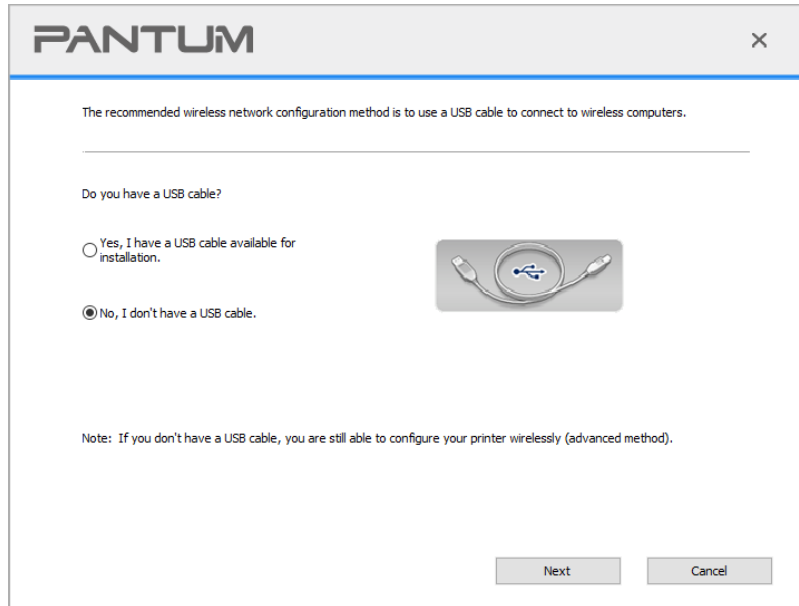 PANTUM
The recommended wireless network configuration method is to use a USB cable to connect to wireless computers.
Do you have a USB cable?
Yes, I have a USB cable available for
installation.
No, I don't have a USB cable.
Note:  If you don't have a USB cable, you are still able to configure your printer wirelessly (advanced method).
Next
Cancel